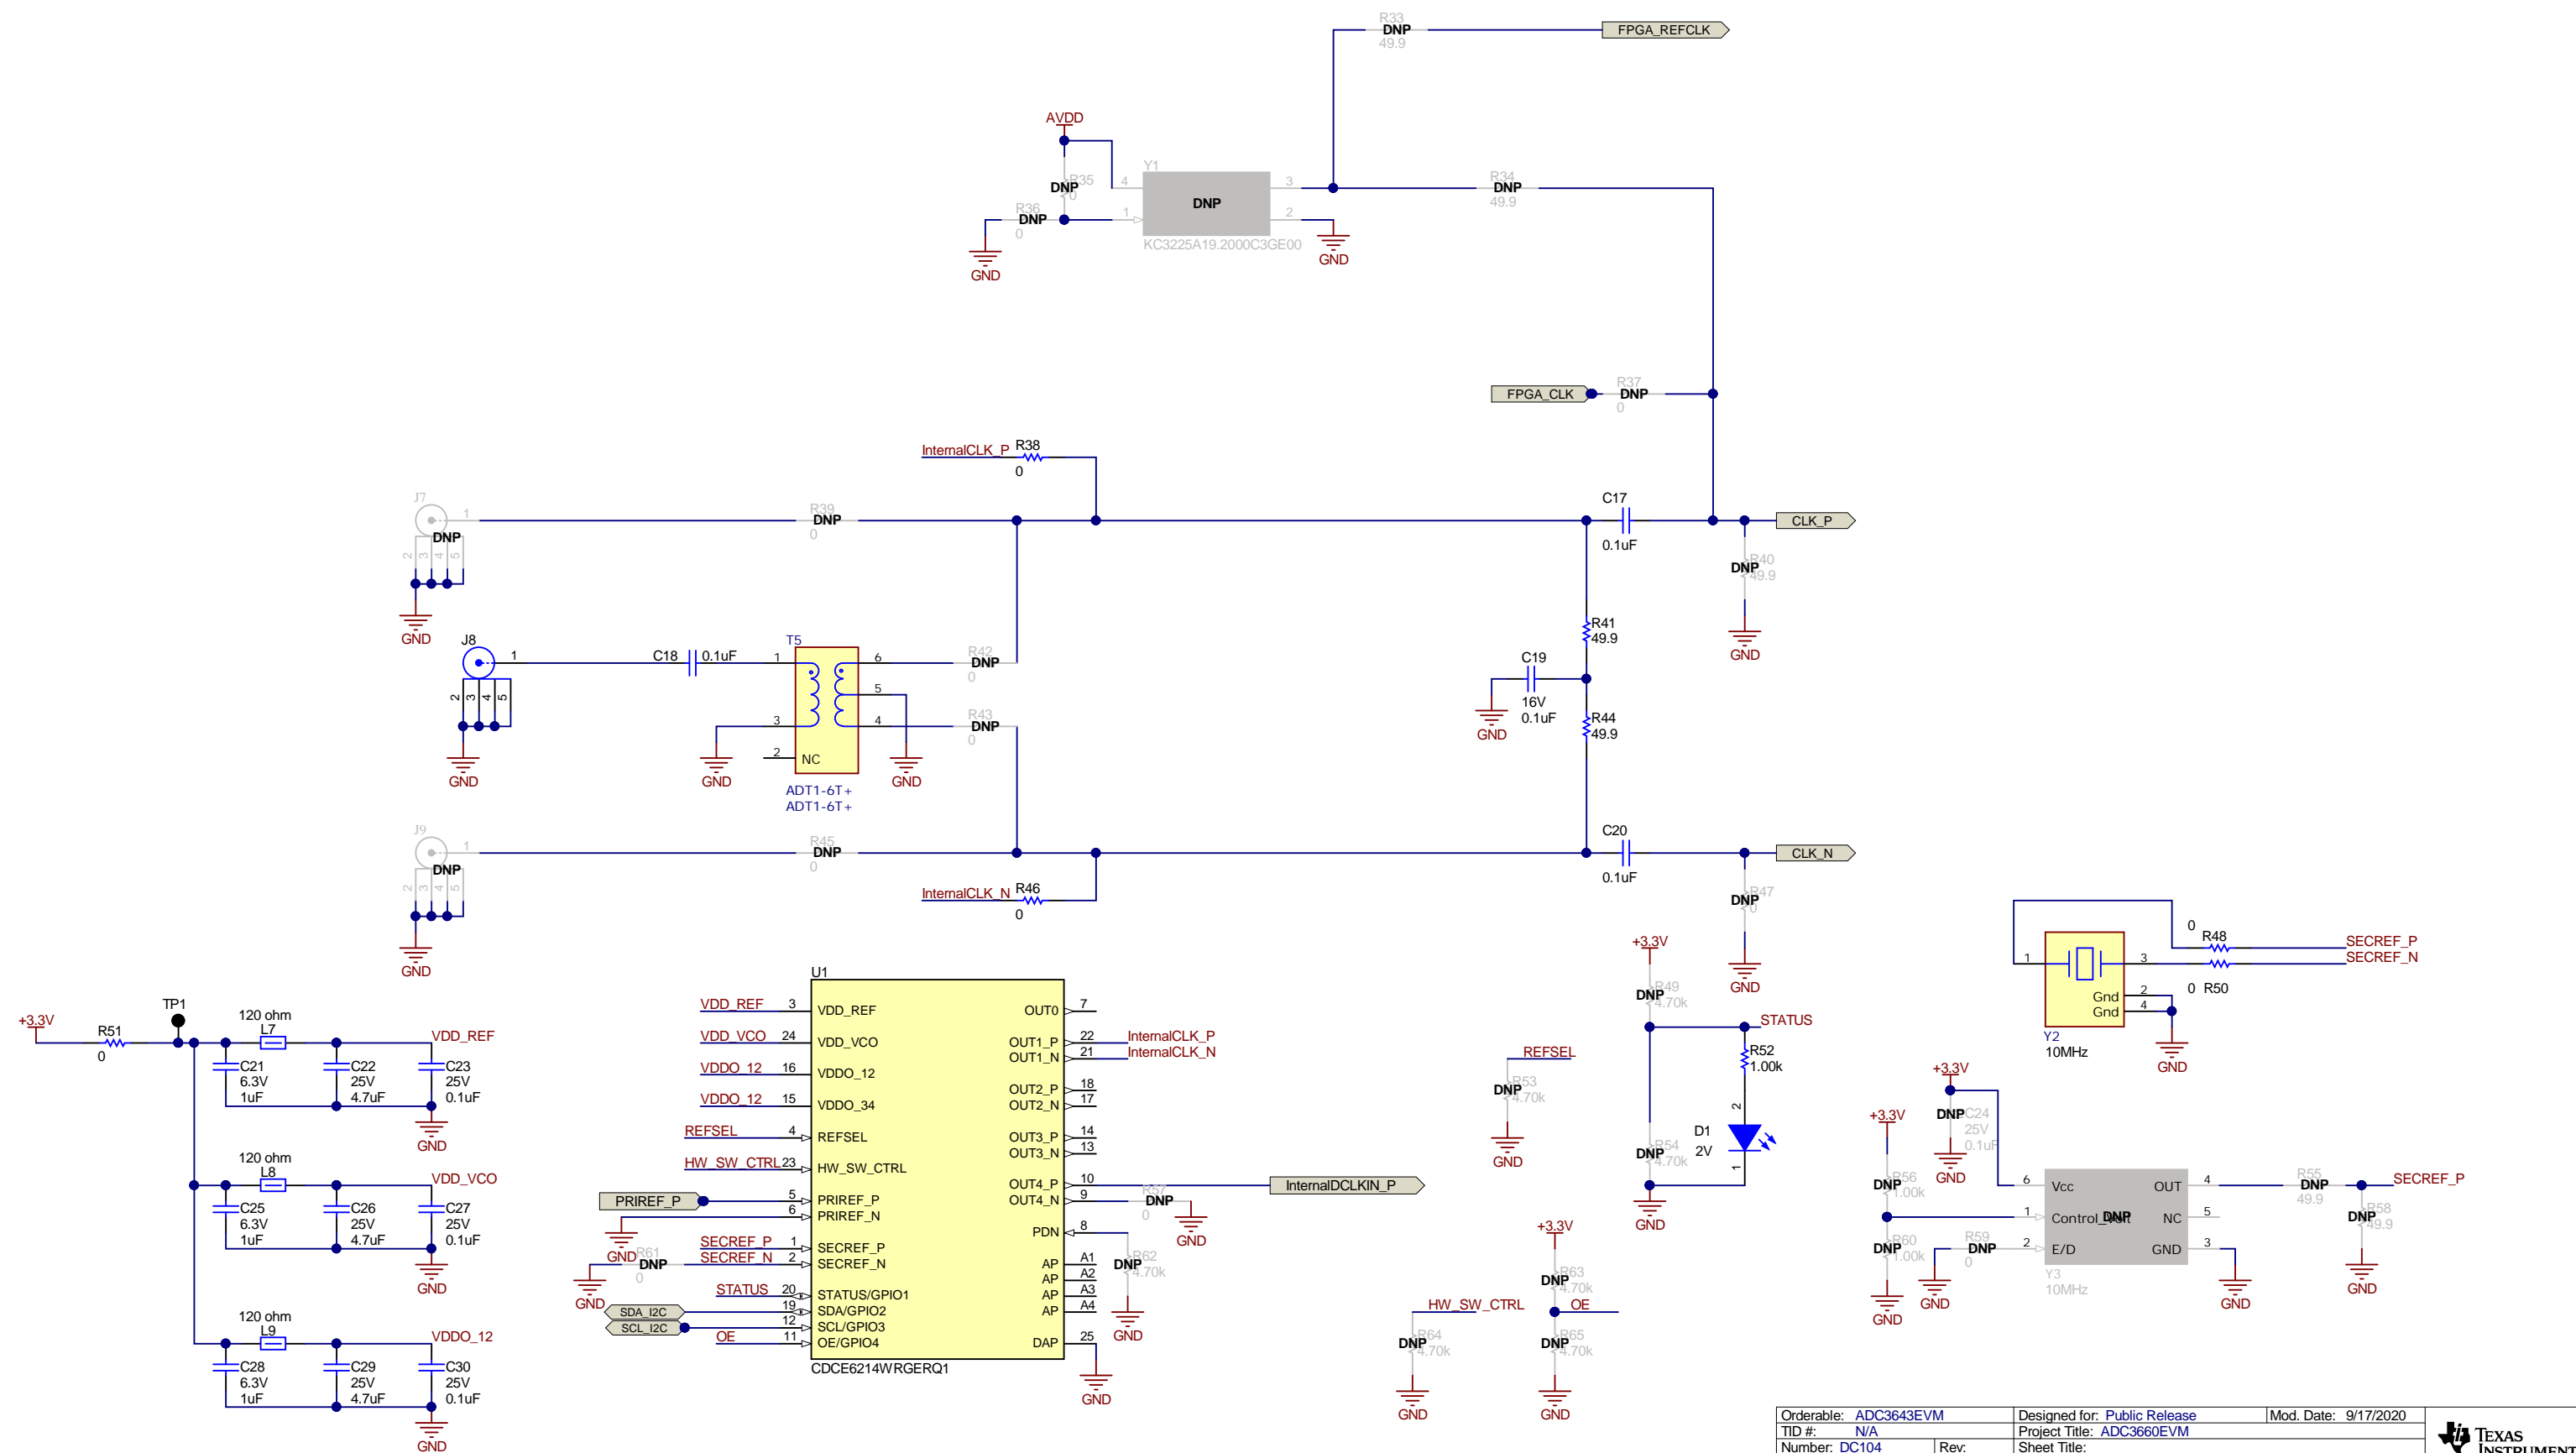 R33
DNP
49.9
FPGA_REFCLK
AVDD
R35
DNP
0
R36
DNP
0
Y1
4
1
DNP
3
2
KC3225A19.2000C3GE00
GND
GND
R34
DNP
49.9
FPGA_CLK
R37
DNP
0
InternalCLK_P
R38
0
J7
1
DNP
2 3 4 5
GND
R39
DNP
0
C17
0.1uF
CLK_P
R40
DNP
49.9
GND
J8
1
2 3 4 5
GND
C18 0.1uF
T5
1
3
2
NC
6
5
4
ADT1-6T+
ADT1-6T+
GND
GND
R42
DNP
0
R43
DNP
0
R41
49.9
C19
16V
0.1uF
GND
R44
49.9
J9
1
DNP
2 3 4 5
GND
R45
DNP
0
InternalCLK_N
R46
0
C20
0.1uF
CLK_N
R47
DNP
0
GND
+3.3V
R51
0
TP1
120 ohm
L7
VDD_REF
C21
6.3V
1uF
C22
25V
4.7uF
C23
25V
0.1uF
GND
120 ohm
L8
VDD_VCO
C25
6.3V
1uF
C26
25V
4.7uF
C27
25V
0.1uF
GND
120 ohm
L9
VDDO_12
C28
6.3V
1uF
C29
25V
4.7uF
C30
25V
0.1uF
GND
U1
VDD_REF 3 VDD_REF
VDD_VCO 24 VDD_VCO
VDDO_12 16 VDDO_12
VDDO_12 15 VDDO_34
REFSEL 4 REFSEL
HW_SW_CTRL 23 HW_SW_CTRL
PRIREF_P 5 PRIREF_P
6 PRIREF_N
GND
SECREF_P 1 SECREF_P
SECREF_N 2 SECREF_N
R61
DNP
0
GND
STATUS 20 STATUS/GPIO1
SDA_I2C 19 SDA/GPIO2
SCL_I2C 12 SCL/GPIO3
OE 11 OE/GPIO4
OUT0 7
OUT1_P 22 InternalCLK_P
OUT1_N 21 InternalCLK_N
OUT2_P 18
OUT2_N 17
OUT3_P 14
OUT3_N 13
OUT4_P 10 InternalDCLKIN_P
OUT4_N 9
R57
DNP
0
GND
PDN 8
R62
DNP
4.70k
GND
AP A1
AP A2
AP A3
AP A4
DAP 25
GND
CDCE6214WRGERQ1
REFSEL
R53
DNP
4.70k
GND
+3.3V
R49
DNP
4.70k
STATUS
R52
1.00k
2
D1
2V
1
R54
DNP
4.70k
GND
+3.3V
R63
DNP
4.70k
OE
R65
DNP
4.70k
GND
HW_SW_CTRL
R64
DNP
4.70k
GND
0
R48
SECREF_P
SECREF_N
0 R50
1
3
Gnd 2
Gnd 4
Y2
10MHz
GND
+3.3V
C24
DNP
25V
0.1uF
GND
+3.3V
R56
DNP
1.00k
R60
DNP
1.00k
GND
R59
DNP
0
GND
6 Vcc
1 Control_Volt
2 E/D
DNP
OUT 4
NC 5
GND 3
Y3
10MHz
GND
R55
DNP
49.9
SECREF_P
R58
DNP
49.9
GND
Orderable: ADC3643EVM
Designed for: Public Release
Mod. Date: 9/17/2020
TID #: N/A
Project Title: ADC3660EVM
Number: DC104
Rev:
Sheet Title:
TEXAS
INSTRUMENT